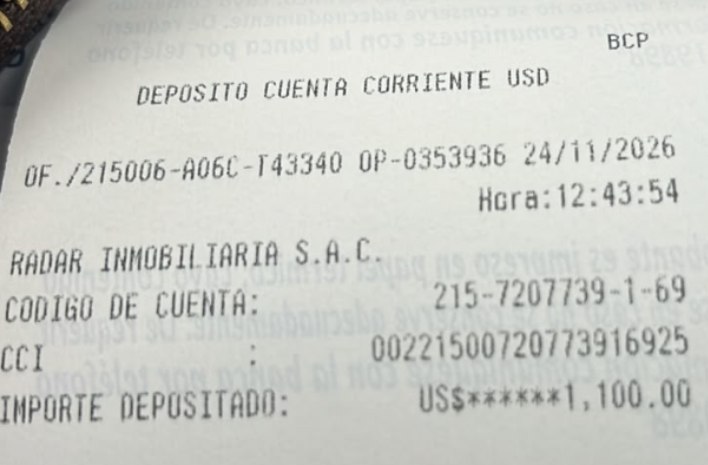 BCP
DEPOSITO CUENTA CORRIENTE USD
OF./215006-A06C-T43340 OP-0353936 24/11/2026
Hora:12:43:54
RADAR INMOBILIARIA S.A.C.
CODIGO DE CUENTA: 215-7207739-1-69
CCI : 00221500720773916925
IMPORTE DEPOSITADO: US$******1,100.00